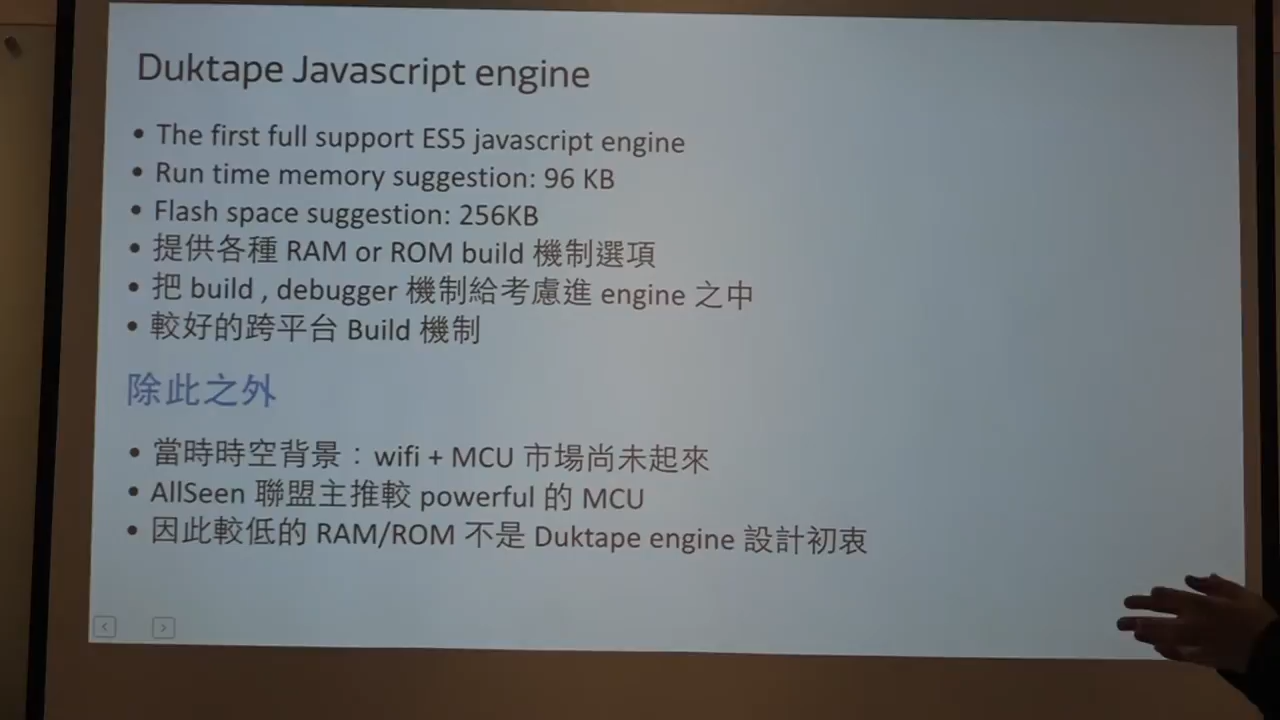 Duktape Javascript engine
• The first full support ES5 javascript engine
• Run time memory suggestion: 96 KB
• Flash space suggestion: 256KB
• 提供各種 RAM or ROM build 機制選項
• 把 build , debugger 機制給考慮進 engine 之中
• 較好的跨平台 Build 機制
除此之外
• 當時時空背景：wifi + MCU 市場尚未起來
• AllSeen 聯盟主推較 powerful 的 MCU
• 因此較低的 RAM/ROM 不是 Duktape engine 設計初衷